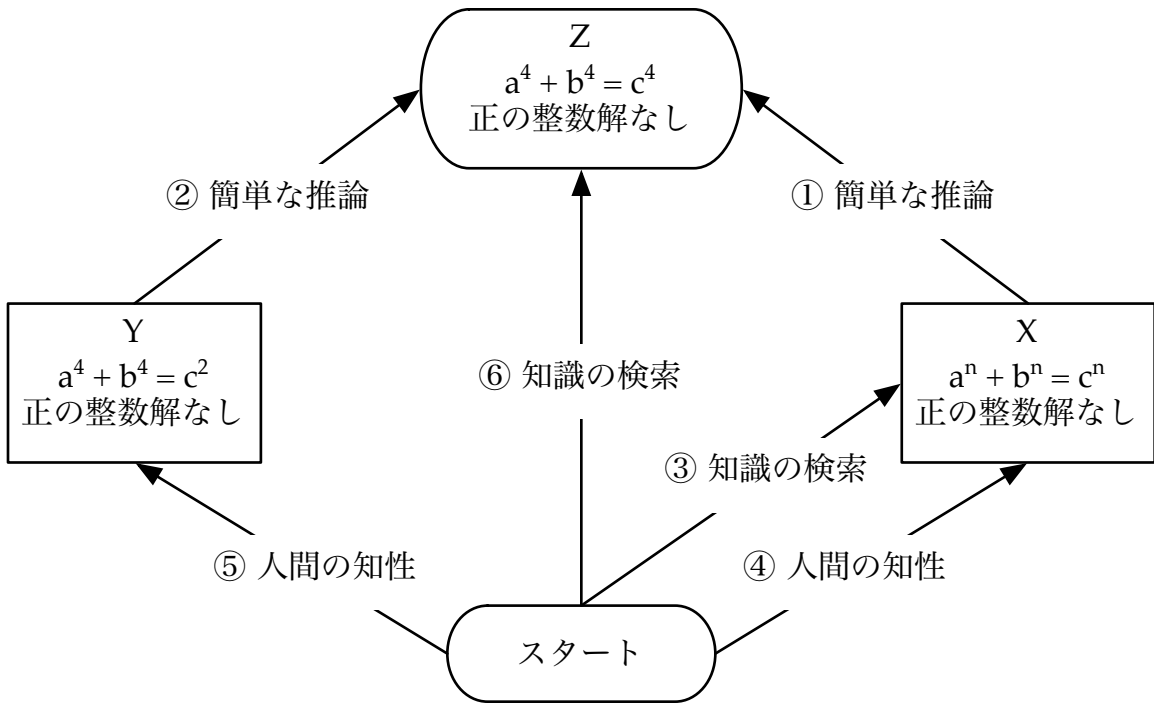 Z
a⁴ + b⁴ = c⁴
正の整数解なし
② 簡単な推論
① 簡単な推論
Y
a⁴ + b⁴ = c²
正の整数解なし
⑥ 知識の検索
X
aⁿ + bⁿ = cⁿ
正の整数解なし
③ 知識の検索
⑤ 人間の知性
④ 人間の知性
スタート